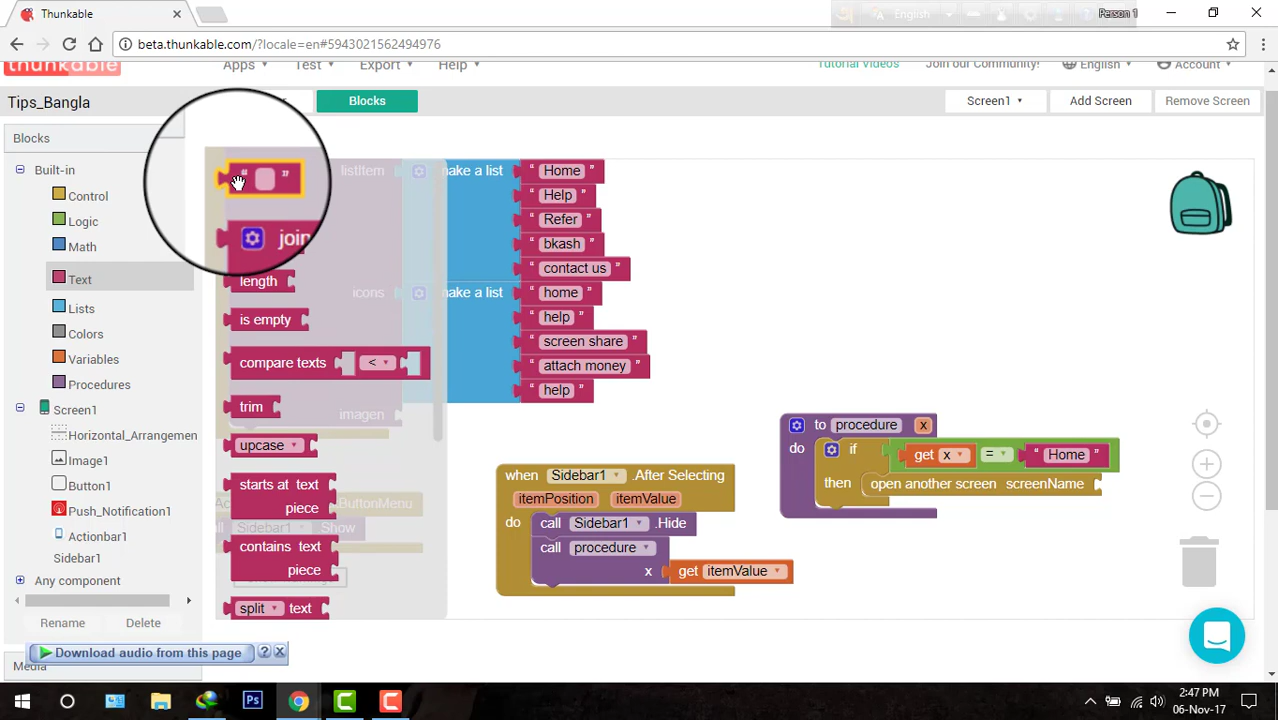 Thunkable
English
Person 1
beta.thunkable.com/?locale=en#5943021562494976
thunkable
Apps
Test
Export
Help
Tutorial Videos
Join our Community!
English
Account
Tips_Bangla
Blocks
Screen1
Add Screen
Remove Screen
Blocks
Built-in
Control
Logic
Math
Text
Lists
Colors
Variables
Procedures
Screen1
Horizontal_Arrangemen
Image1
Button1
Push_Notification1
Actionbar1
Sidebar1
Any component
Rename
Delete
Media
“ ”
join
length
is empty
compare texts <
trim
upcase
starts at text
piece
contains text
piece
split text
listItem
make a list
“ Home ”
“ Help ”
“ Refer ”
“ bkash ”
“ contact us ”
icons
make a list
“ home ”
“ help ”
“ screen share ”
“ attach money ”
“ help ”
imagen
ButtonMenu
Sidebar1 Show
when Sidebar1 .After Selecting
itemPosition itemValue
do call Sidebar1 .Hide
call procedure
x get itemValue
to procedure x
do if get x = “ Home ”
then open another screen screenName
Download audio from this page ? X
2:47 PM
06-Nov-17